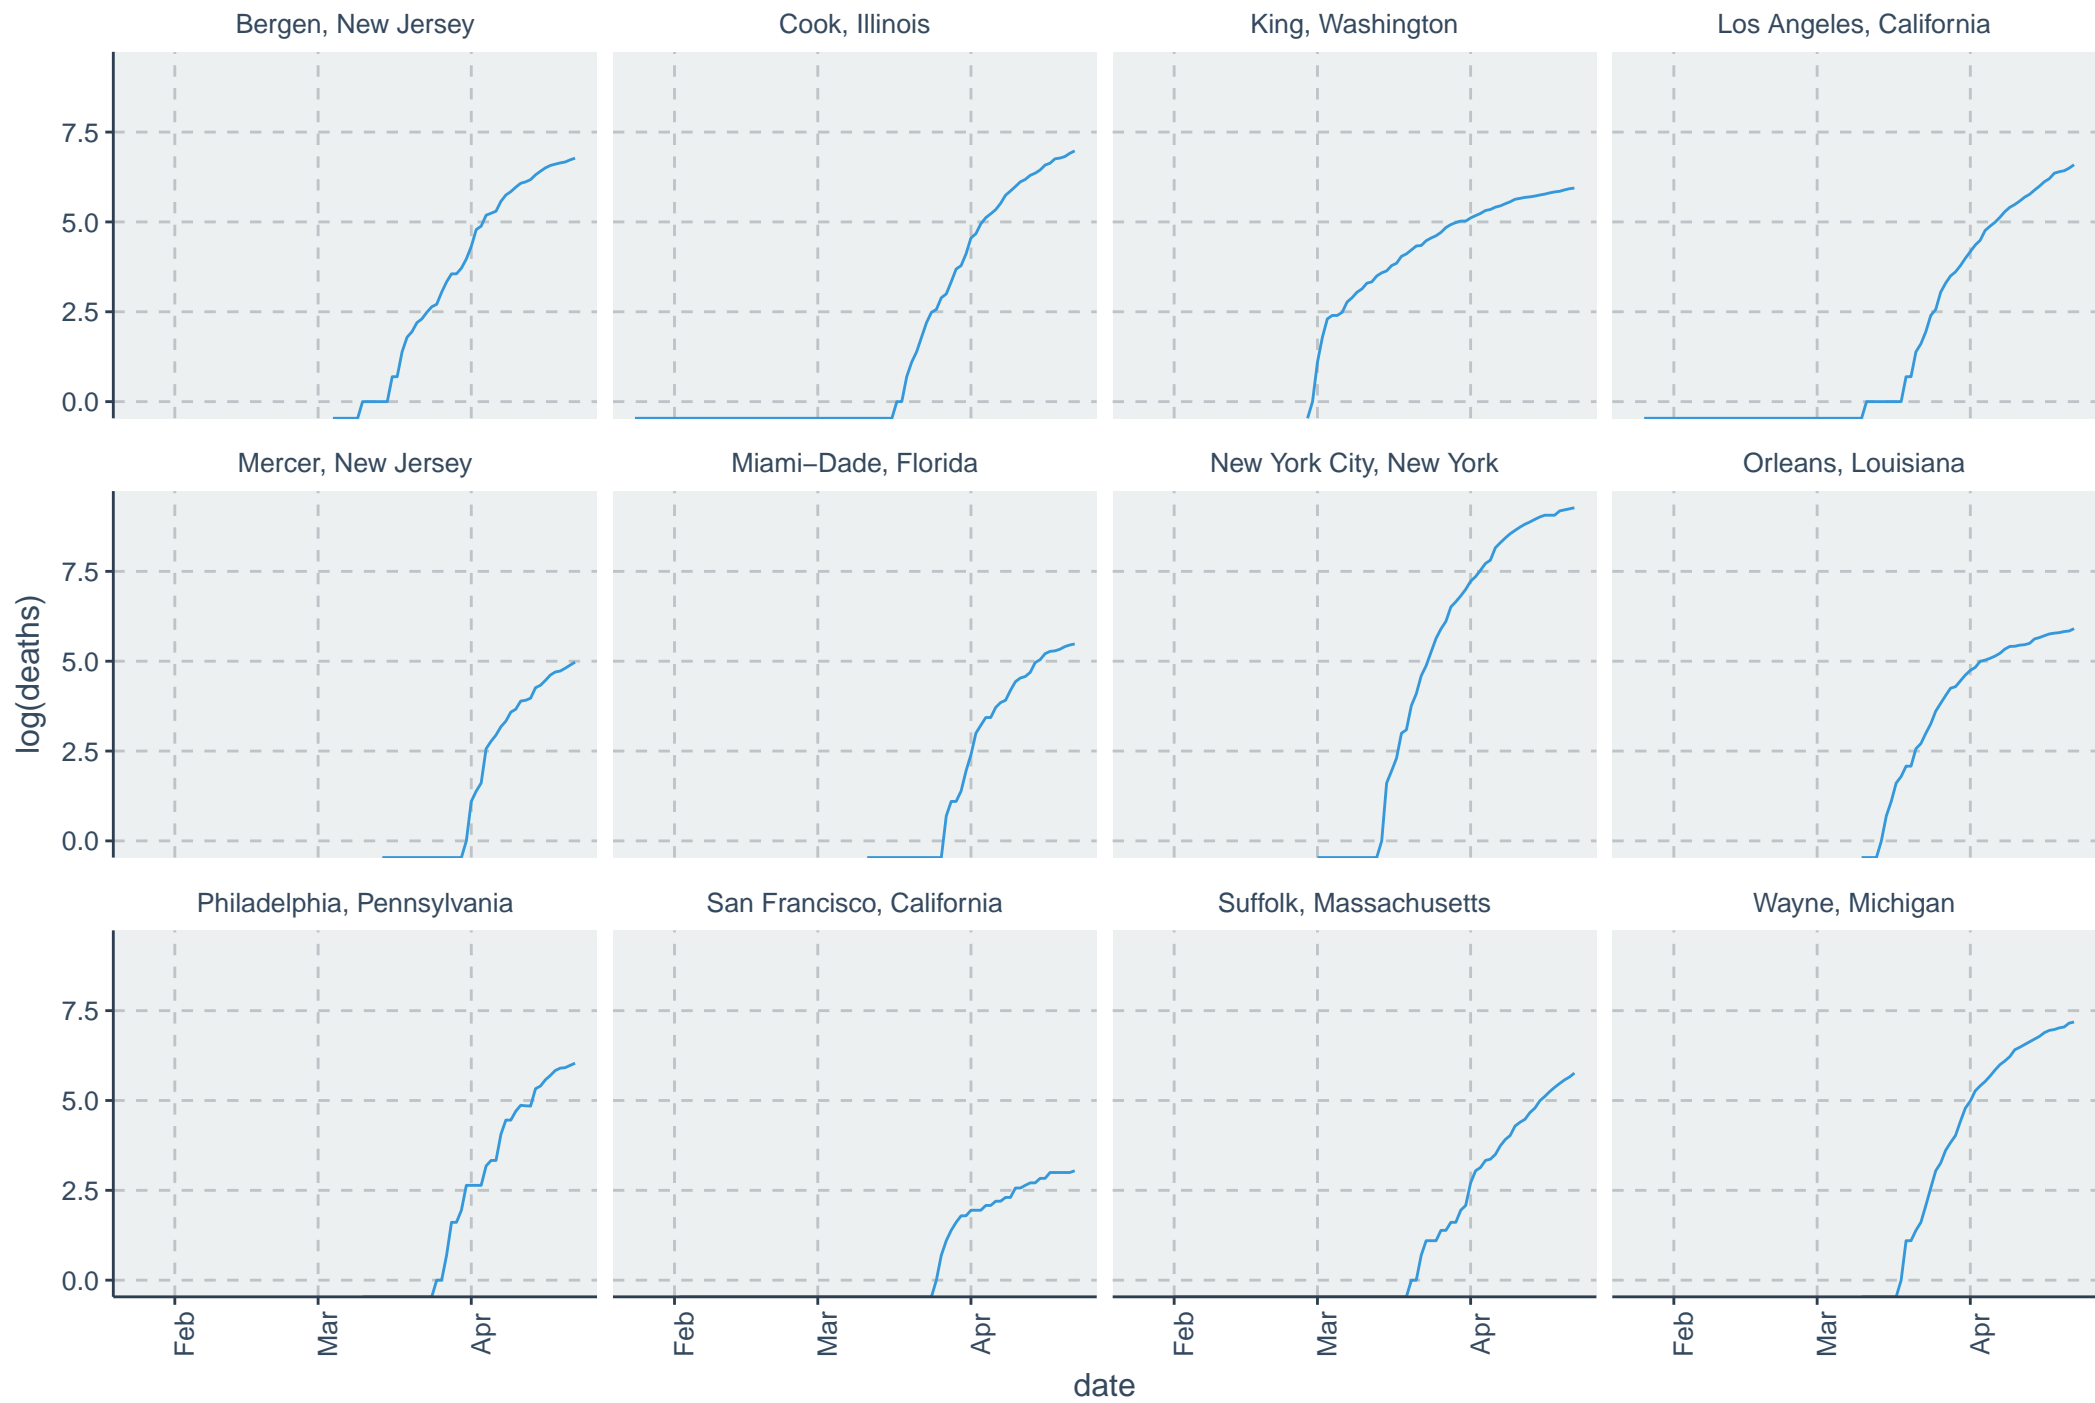 Bergen, New Jersey
Cook, Illinois
King, Washington
Los Angeles, California
7.5
5.0
2.5
0.0
Mercer, New Jersey
Miami−Dade, Florida
New York City, New York
Orleans, Louisiana
log(deaths)
7.5
5.0
2.5
0.0
Philadelphia, Pennsylvania
San Francisco, California
Suffolk, Massachusetts
Wayne, Michigan
7.5
5.0
2.5
0.0
Feb
Mar
Apr
Feb
Mar
Apr
Feb
Mar
Apr
Feb
Mar
Apr
date